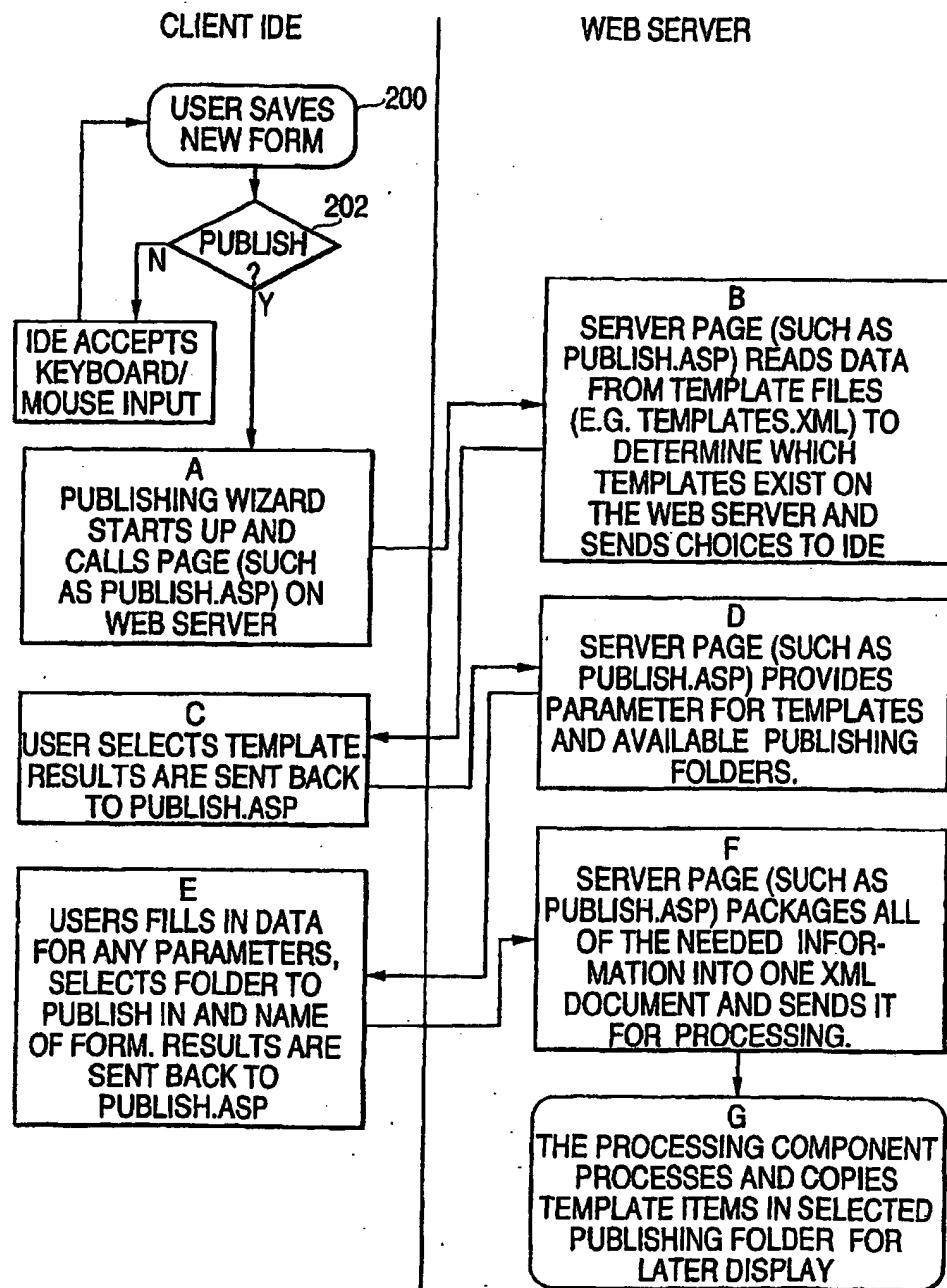 CLIENT IDE
WEB SERVER
USER SAVES
NEW FORM
200
PUBLISH
?
202
N
Y
IDE ACCEPTS
KEYBOARD/
MOUSE INPUT
A
PUBLISHING WIZARD
STARTS UP AND
CALLS PAGE (SUCH
AS PUBLISH.ASP) ON
WEB SERVER
B
SERVER PAGE (SUCH AS
PUBLISH.ASP) READS DATA
FROM TEMPLATE FILES
(E.G. TEMPLATES.XML) TO
DETERMINE WHICH
TEMPLATES EXIST ON
THE WEB SERVER AND
SENDS CHOICES TO IDE
C
USER SELECTS TEMPLATE.
RESULTS ARE SENT BACK
TO PUBLISH.ASP
D
SERVER PAGE (SUCH AS
PUBLISH.ASP) PROVIDES
PARAMETER FOR TEMPLATES
AND AVAILABLE PUBLISHING
FOLDERS.
E
USERS FILLS IN DATA
FOR ANY PARAMETERS,
SELECTS FOLDER TO
PUBLISH IN AND NAME
OF FORM. RESULTS ARE
SENT BACK TO
PUBLISH.ASP
F
SERVER PAGE (SUCH AS
PUBLISH.ASP) PACKAGES ALL
OF THE NEEDED INFOR-
MATION INTO ONE XML
DOCUMENT AND SENDS IT
FOR PROCESSING.
G
THE PROCESSING COMPONENT
PROCESSES AND COPIES
TEMPLATE ITEMS IN SELECTED
PUBLISHING FOLDER FOR
LATER DISPLAY